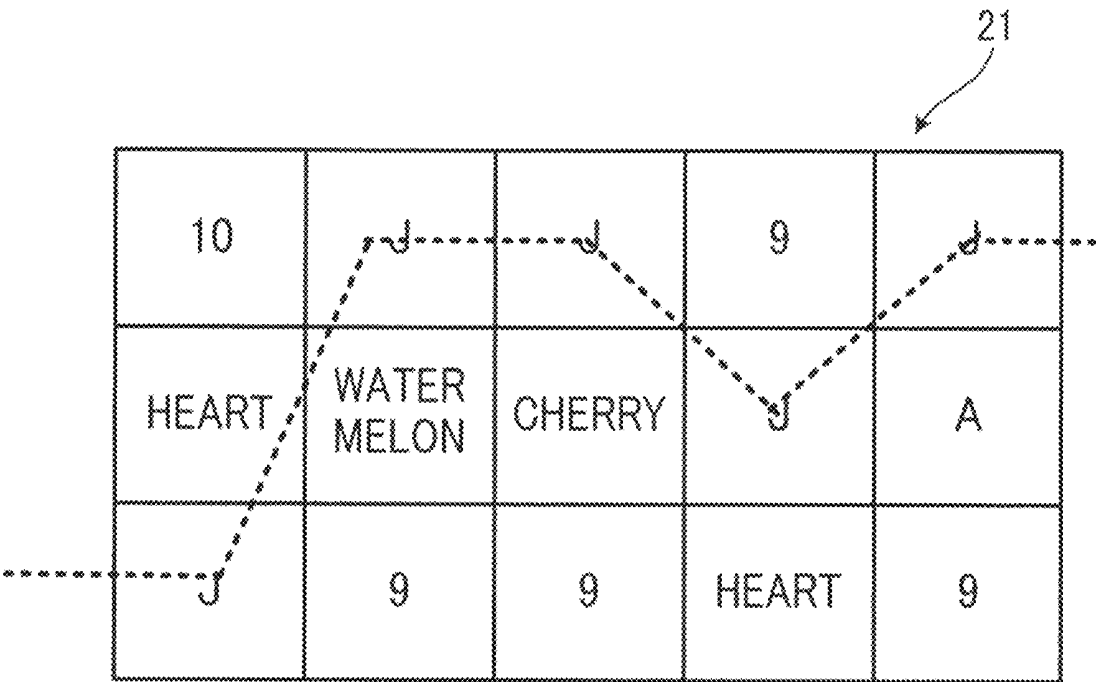 21
10 J J 9 J
HEART WATER MELON CHERRY J A
J 9 9 HEART 9